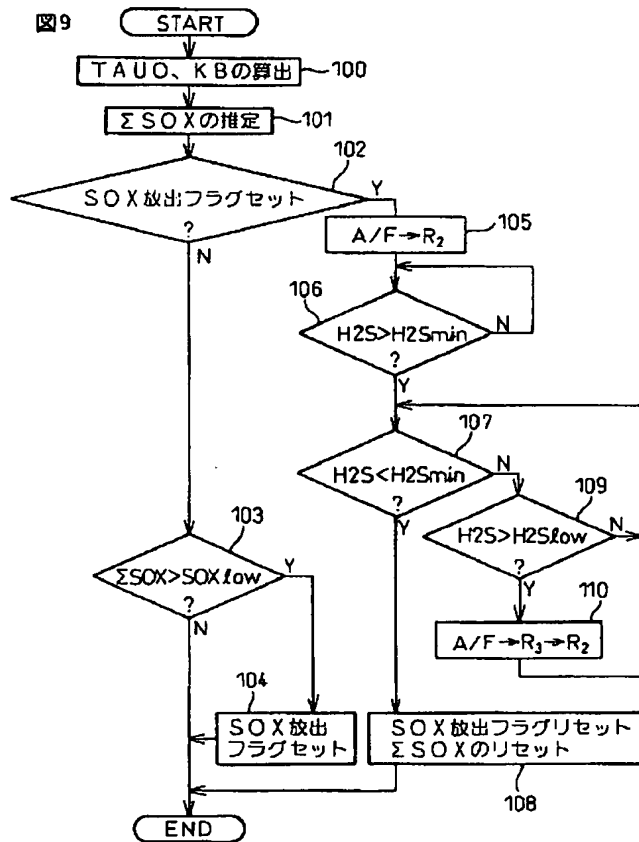 図9
START
TAUO、KBの算出
100
ΣSOXの推定
101
102
SOX放出フラグセット
?
Y
N
A/F→R₂
105
106
H2S>H2Smin
?
N
Y
107
H2S<H2Smin
?
N
Y
109
H2S>H2Slow
?
N
Y
103
ΣSOX>SOXlow
?
Y
N
110
A/F→R₃→R₂
104
SOX放出
フラグセット
SOX放出フラグリセット
ΣSOXのリセット
108
END